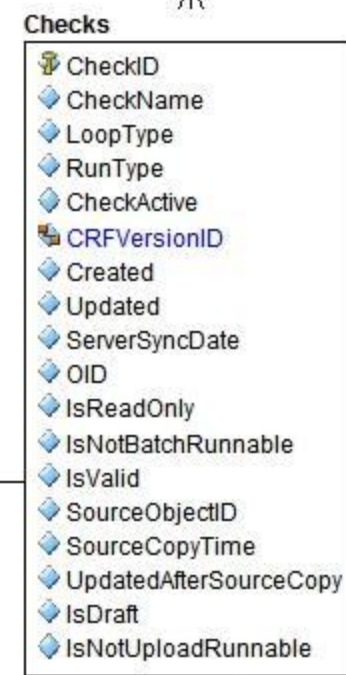 Checks
CheckID
CheckName
LoopType
RunType
CheckActive
CRFVersionID
Created
Updated
ServerSyncDate
OID
IsReadOnly
IsNotBatchRunnable
IsValid
SourceObjectID
SourceCopyTime
UpdatedAfterSourceCopy
IsDraft
IsNotUploadRunnable